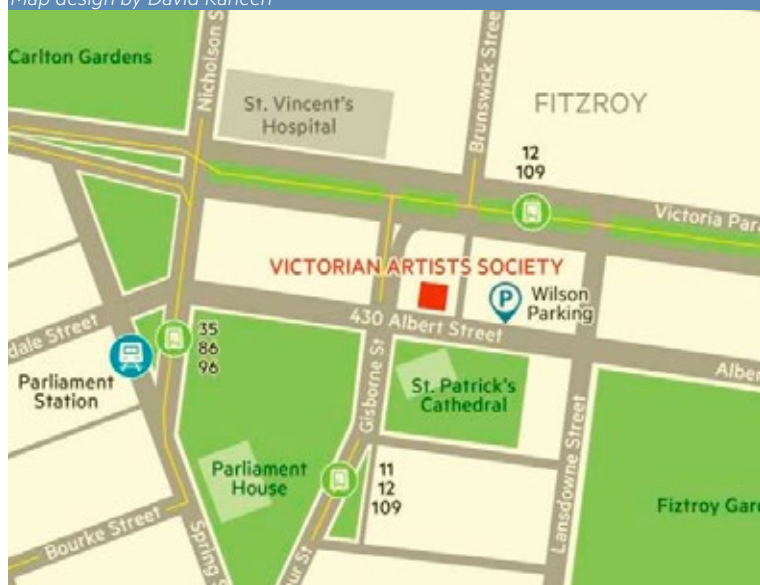 Map design by David Kaneen
Carlton Gardens
Nicholson S
St. Vincent's
Hospital
Brunswick Street
FITZROY
12
109
Victoria Par
VICTORIAN ARTISTS SOCIETY
P
Wilson
Parking
430 Albert Street
Alber
dale Street
35
86
96
Parliament
Station
Gisborne St
St. Patrick's
Cathedral
Lansdowne Street
Parliament
House
11
12
109
Fiztroy Gar
Bourke Street
Spring S
ur St